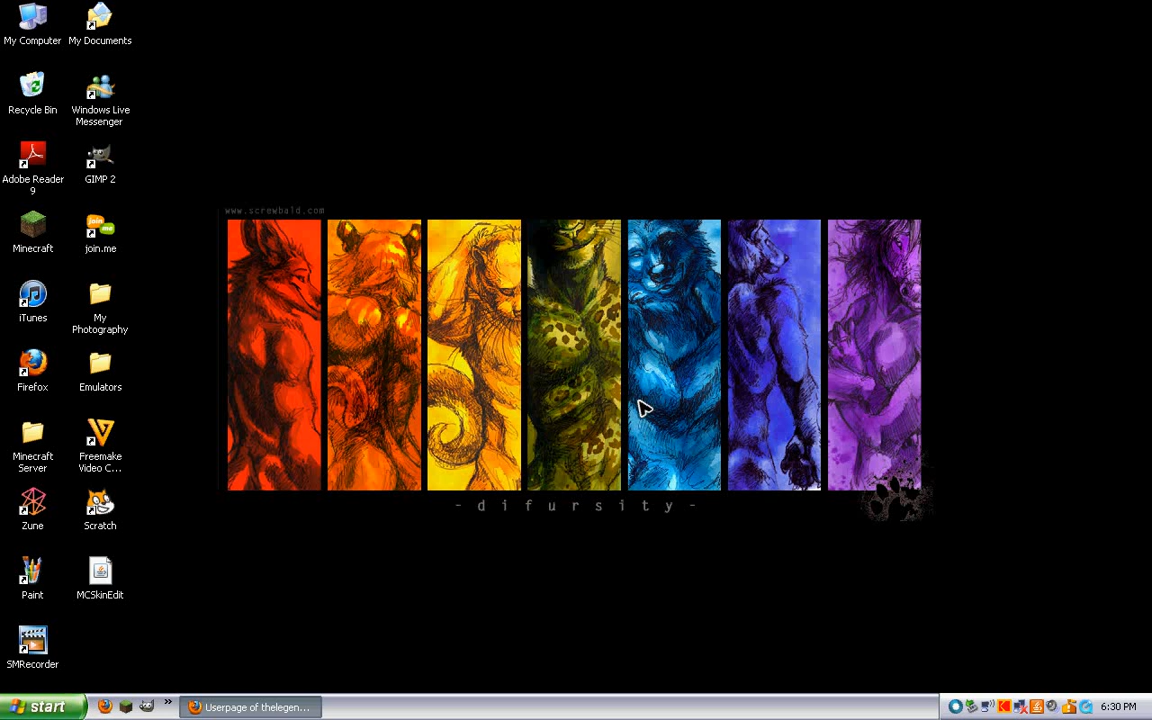 My Computer
My Documents
Recycle Bin
Windows Live
Messenger
Adobe Reader
9
GIMP 2
Minecraft
join.me
iTunes
My
Photography
Firefox
Emulators
Minecraft
Server
Freemake
Video C...
Zune
Scratch
Paint
MCSkinEdit
SMRecorder
www.screwbald.com
- d i f u r s i t y -
start
»
Userpage of thelegen...
6:30 PM